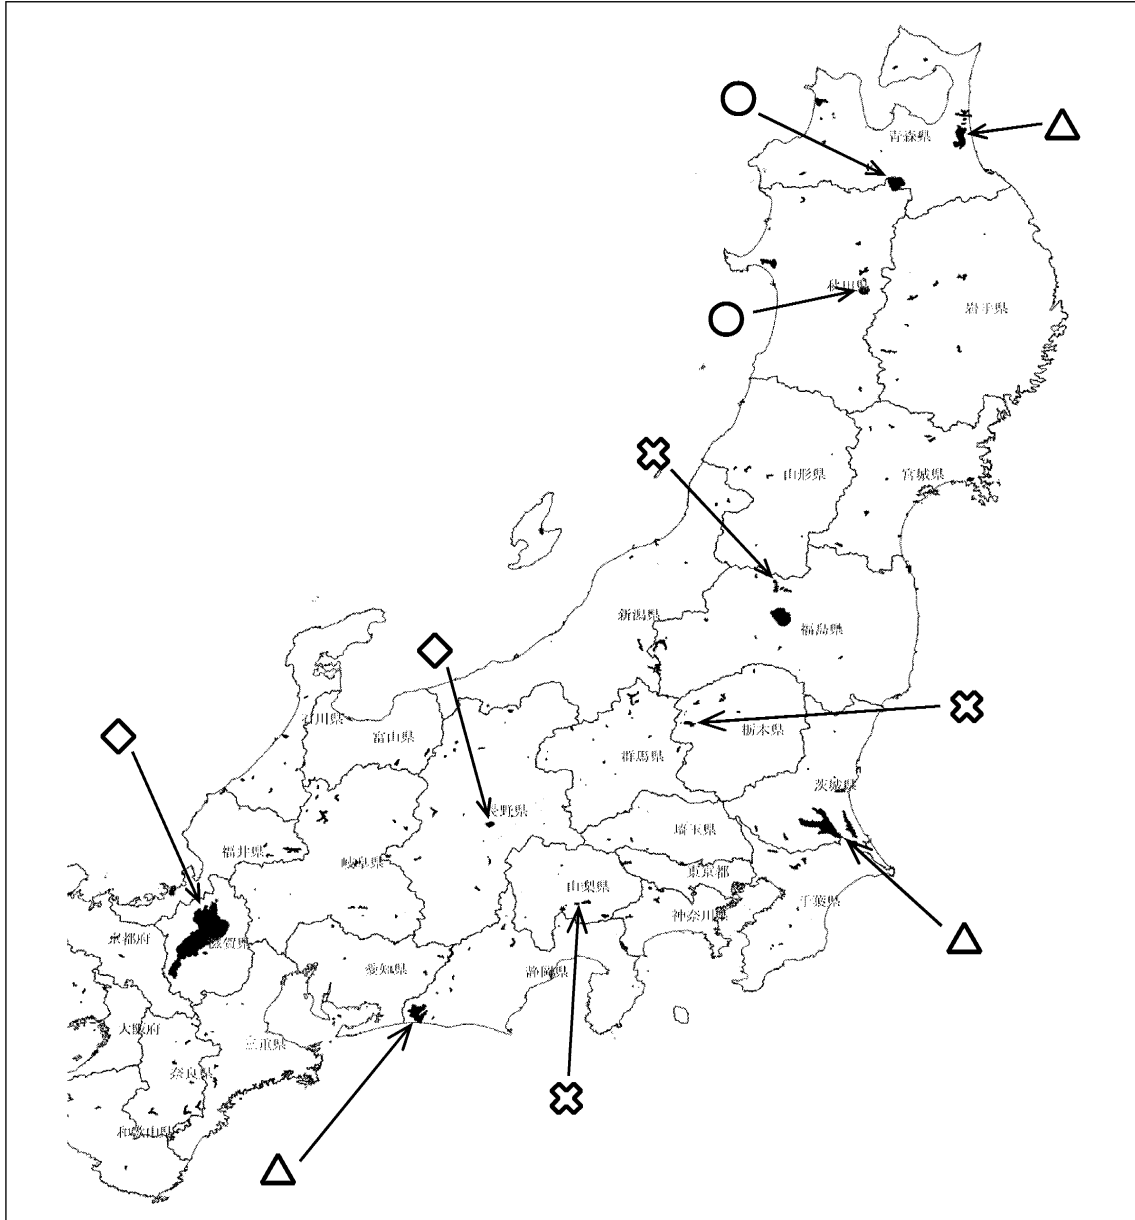 青森県
秋田県
岩手県
山形県
宮城県
新潟県
福島県
石川県
富山県
栃木県
群馬県
茨城県
長野県
埼玉県
福井県
岐阜県
東京都
山梨県
千葉県
神奈川県
京都府
滋賀県
愛知県
静岡県
大阪府
三重県
奈良県
和歌山県